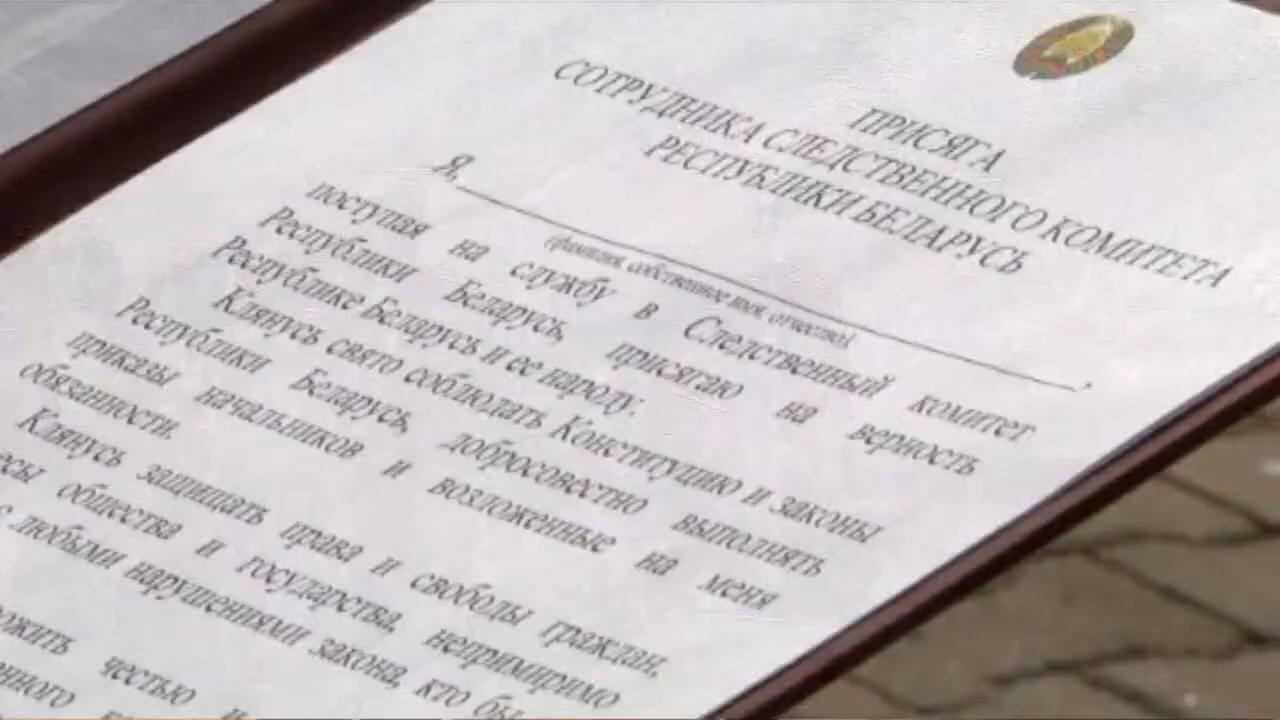 ПРИСЯГА
СОТРУДНИКА СЛЕДСТВЕННОГО КОМИТЕТА
РЕСПУБЛИКИ БЕЛАРУСЬ
Я,
(фамилия, собственное имя, отчество)
поступая на службу в Следственный комитет
Республики Беларусь, присягаю на верность
Республике Беларусь и ее народу.
Клянусь свято соблюдать Конституцию и законы
Республики Беларусь, добросовестно выполнять
приказы начальников и возложенные на меня
обязанности.
Клянусь защищать права и свободы граждан,
общества и государства, непримиримо
с любыми нарушениями закона, кто бы
честью